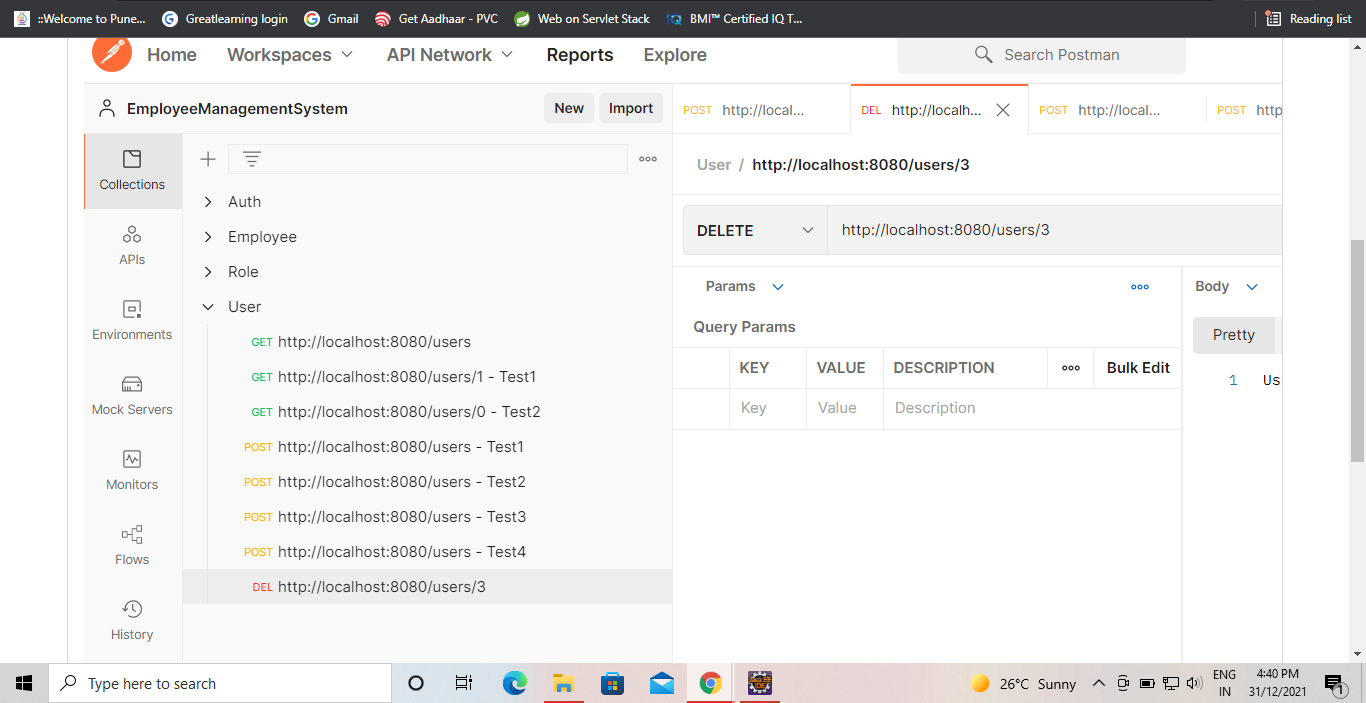 ::Welcome to Pune... Greatlearning login Gmail Get Aadhaar - PVC Web on Servlet Stack BMI™ Certified IQ T... Reading list
Home Workspaces API Network Reports Explore Search Postman
EmployeeManagementSystem New Import
POST http://local... DEL http://localh... POST http://local... POST http
Collections
APIs
Environments
Mock Servers
Monitors
Flows
History
Auth
Employee
Role
User
GET http://localhost:8080/users
GET http://localhost:8080/users/1 - Test1
GET http://localhost:8080/users/0 - Test2
POST http://localhost:8080/users - Test1
POST http://localhost:8080/users - Test2
POST http://localhost:8080/users - Test3
POST http://localhost:8080/users - Test4
DEL http://localhost:8080/users/3
User / http://localhost:8080/users/3
DELETE http://localhost:8080/users/3
Params
Query Params
KEY VALUE DESCRIPTION Bulk Edit
Key Value Description
Body
Pretty
1 Us
Type here to search 26°C Sunny
ENG
IN
4:40 PM
31/12/2021
1